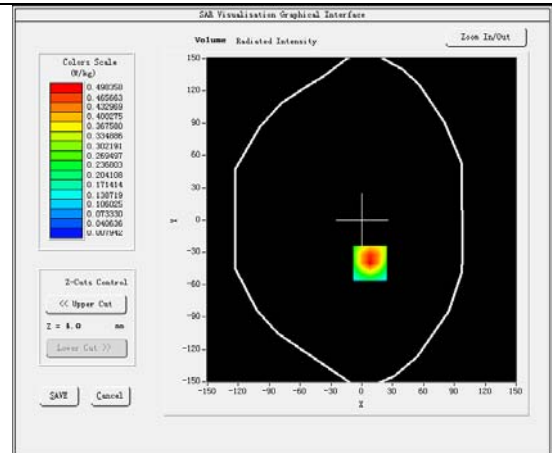 SAR Visualisation Graphical Interface
Volume Radiated Intensity
Zoom In/Out
Colors Scale
(W/kg)
0.498358
0.465663
0.432969
0.400275
0.367580
0.334886
0.302191
0.269497
0.236803
0.204108
0.171414
0.138719
0.106025
0.073330
0.040636
0.007942
Z-Cuts Control
<< Upper Cut
Z = 4.0 mm
Lower Cut >>
SAVE
Cancel
150
120
90
60
30
0
-30
-60
-90
-120
-150
Y
-150 -120 -90 -60 -30 0 30 60 90 120 150
X